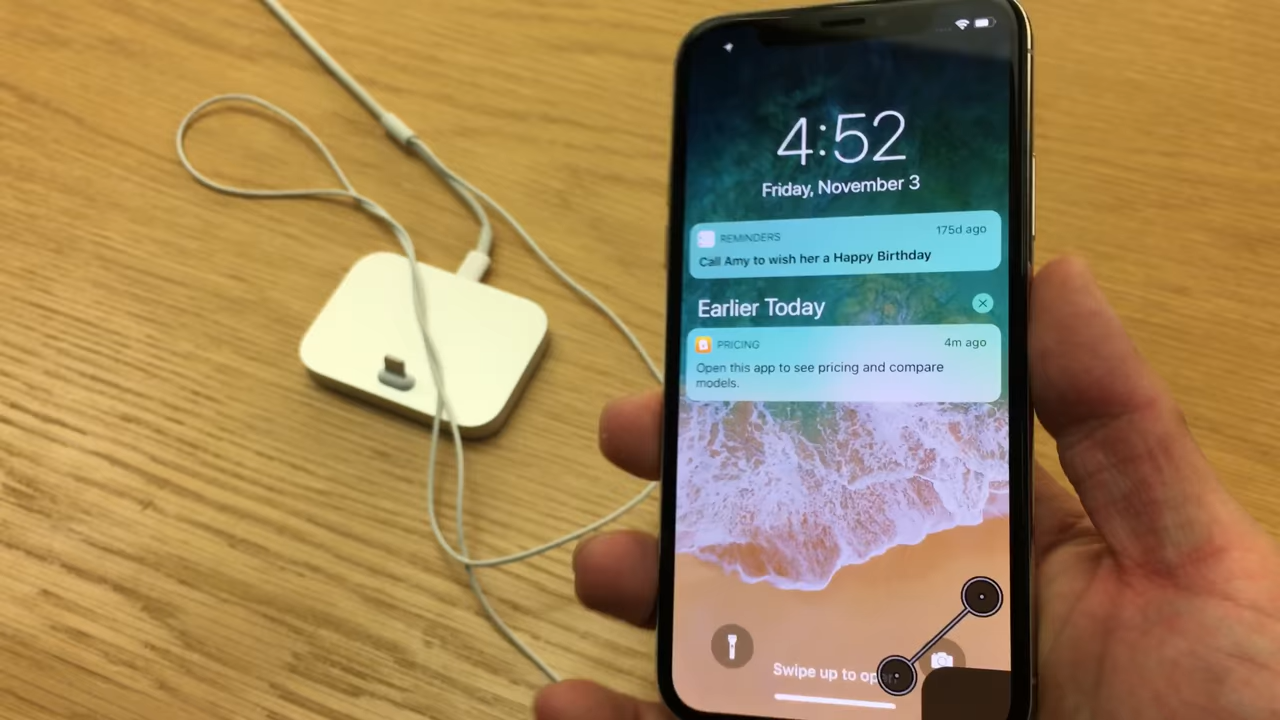 4:52
Friday, November 3
REMINDERS 175d ago
Call Amy to wish her a Happy Birthday
Earlier Today
PRICING 4m ago
Open this app to see pricing and compare
models.
Swipe up to